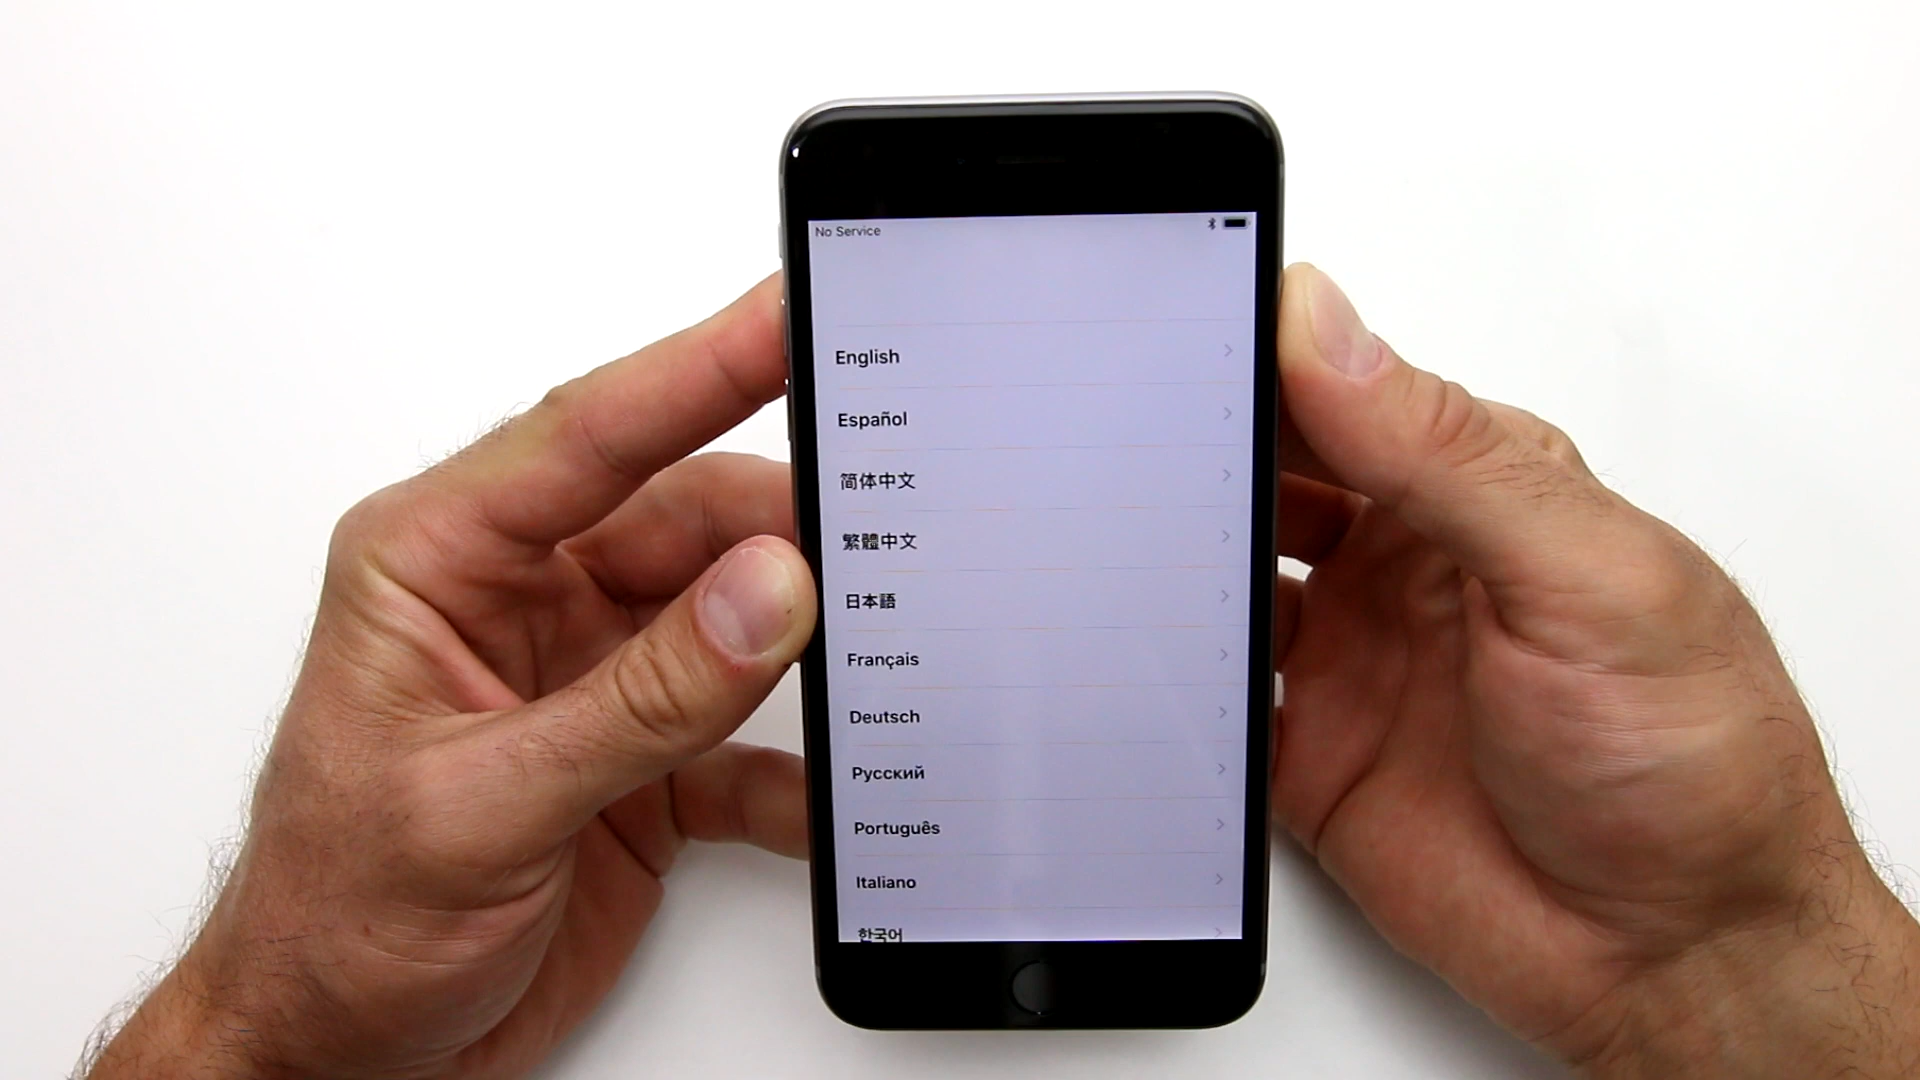 No Service
English
Español
简体中文
繁體中文
日本語
Français
Deutsch
Русский
Português
Italiano
한국어